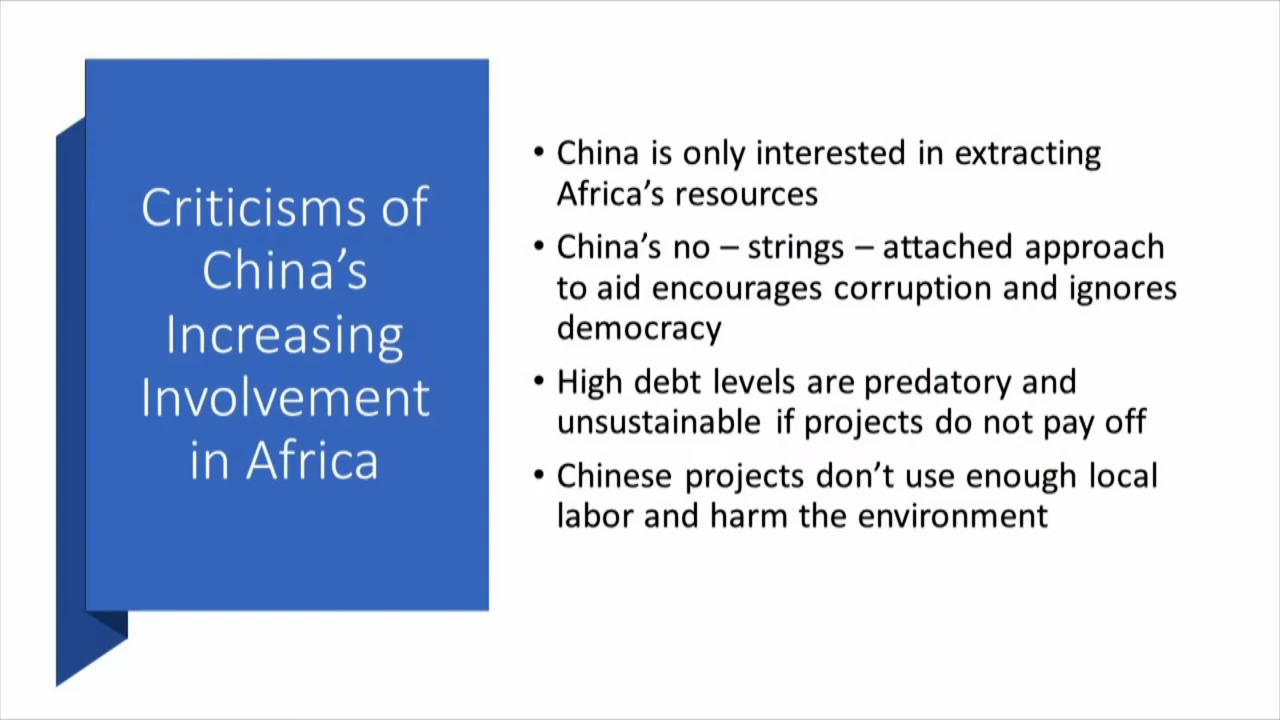 Criticisms of
China’s
Increasing
Involvement
in Africa
• China is only interested in extracting
Africa’s resources
• China’s no – strings – attached approach
to aid encourages corruption and ignores
democracy
• High debt levels are predatory and
unsustainable if projects do not pay off
• Chinese projects don’t use enough local
labor and harm the environment